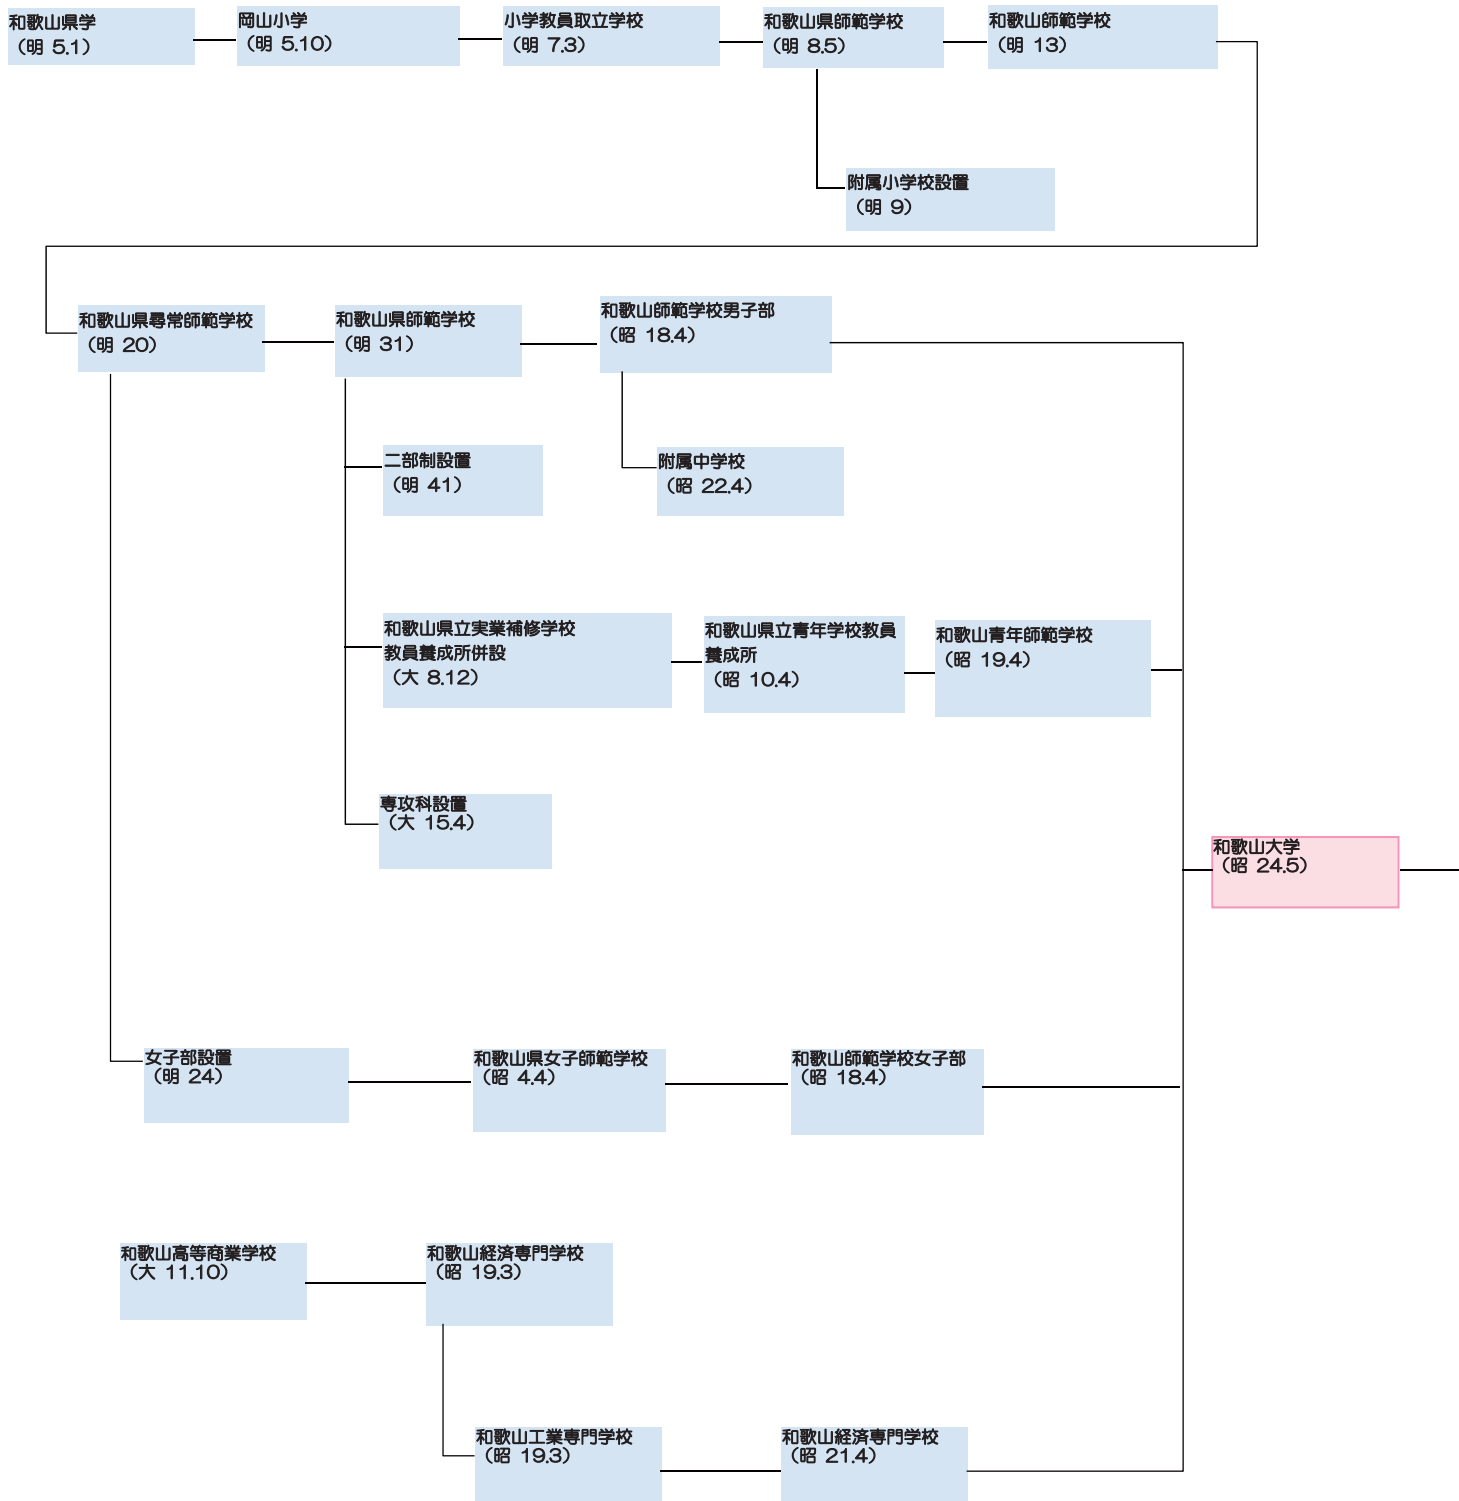 和歌山県学
（明 5.1）
岡山小学
（明 5.10）
小学教員取立学校
（明 7.3）
和歌山県師範学校
（明 8.5）
和歌山師範学校
（明 13）
附属小学校設置
（明 9）
和歌山県尋常師範学校
（明 20）
和歌山県師範学校
（明 31）
和歌山師範学校男子部
（昭 18.4）
二部制設置
（明 41）
附属中学校
（昭 22.4）
和歌山県立実業補修学校
教員養成所併設
（大 8.12）
和歌山県立青年学校教員
養成所
（昭 10.4）
和歌山青年師範学校
（昭 19.4）
専攻科設置
（大 15.4）
和歌山大学
（昭 24.5）
女子部設置
（明 24）
和歌山県女子師範学校
（昭 4.4）
和歌山師範学校女子部
（昭 18.4）
和歌山高等商業学校
（大 11.10）
和歌山経済専門学校
（昭 19.3）
和歌山工業専門学校
（昭 19.3）
和歌山経済専門学校
（昭 21.4）